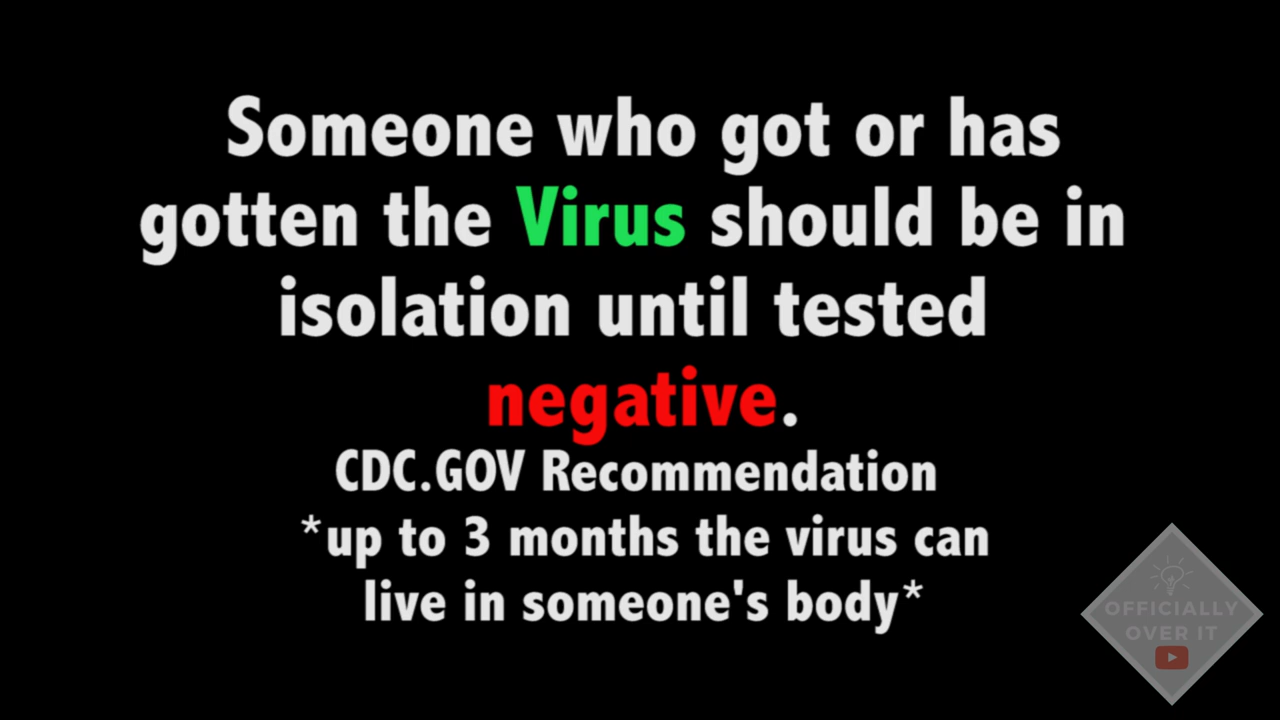 Someone who got or has
gotten the Virus should be in
isolation until tested
negative.
CDC.GOV Recommendation
*up to 3 months the virus can
live in someone's body*
OFFICIALLY
OVER IT